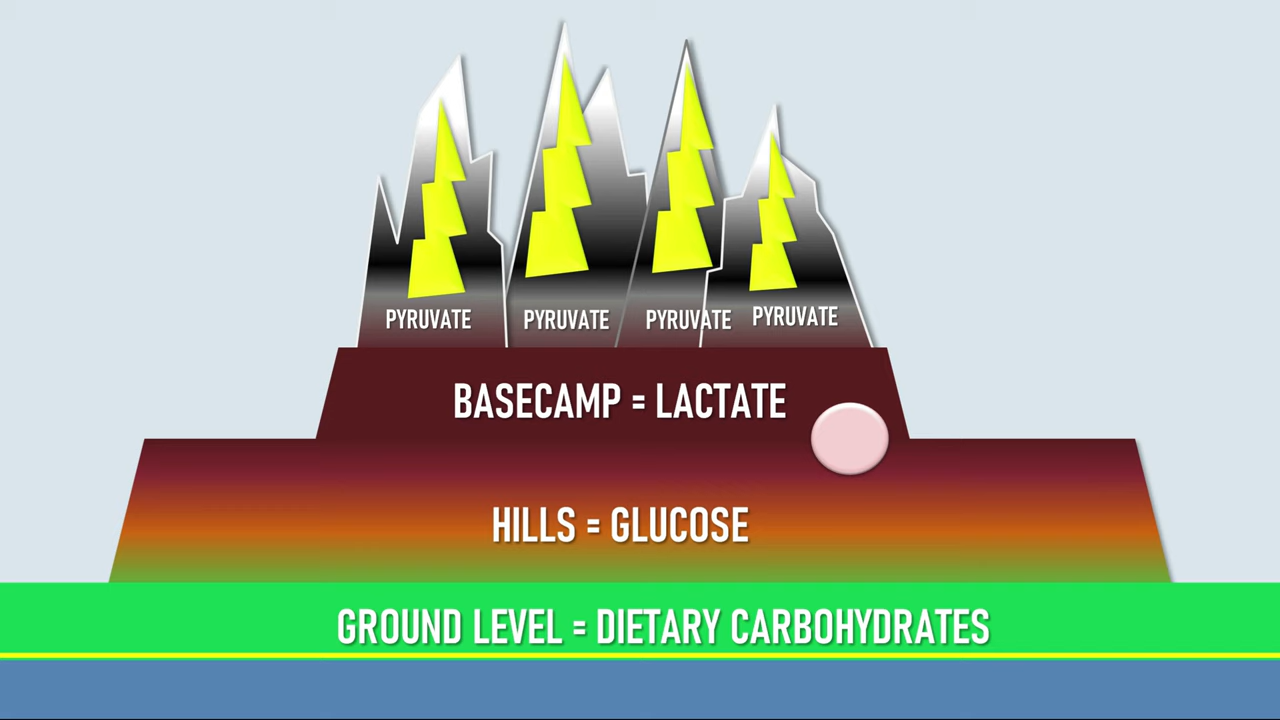 PYRUVATE PYRUVATE PYRUVATE PYRUVATE
BASECAMP = LACTATE
HILLS = GLUCOSE
GROUND LEVEL = DIETARY CARBOHYDRATES